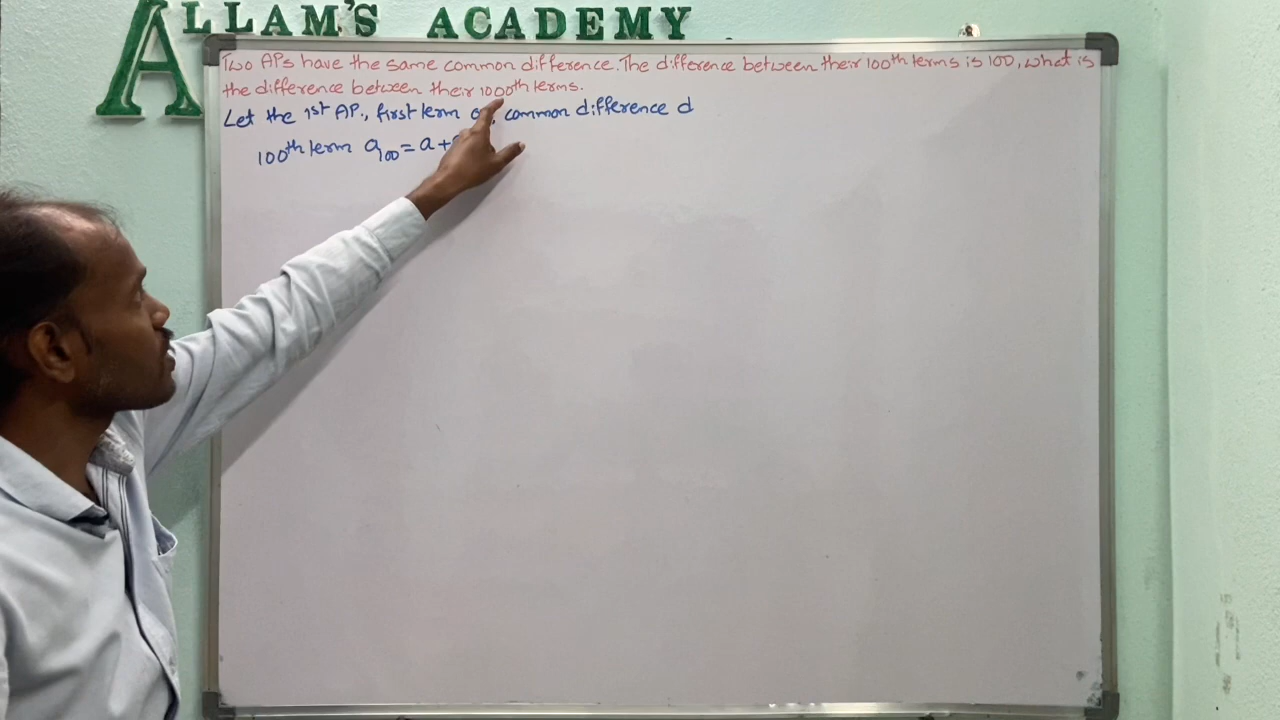 ALLAM'S ACADEMY
Two APs have the same common difference. The difference between their 100th terms is 100, what is
the difference between their 1000th terms.
Let the 1st AP., first term a, common difference d
100th term a100 = a +